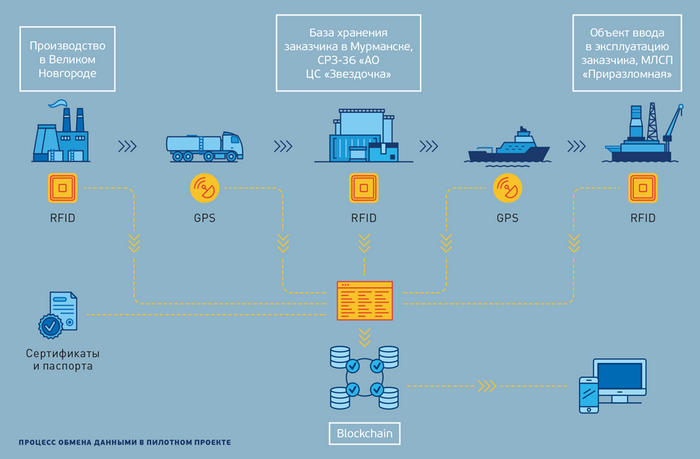 Производство
в Великом
Новгороде
База хранения
заказчика в Мурманске,
СРЗ-36 «АО
ЦС «Звездочка»
Объект ввода
в эксплуатацию
заказчика, МЛСП
«Приразломная»
RFID
GPS
RFID
GPS
RFID
Сертификаты
и паспорта
Blockchain
ПРОЦЕСС ОБМЕНА ДАННЫМИ В ПИЛОТНОМ ПРОЕКТЕ